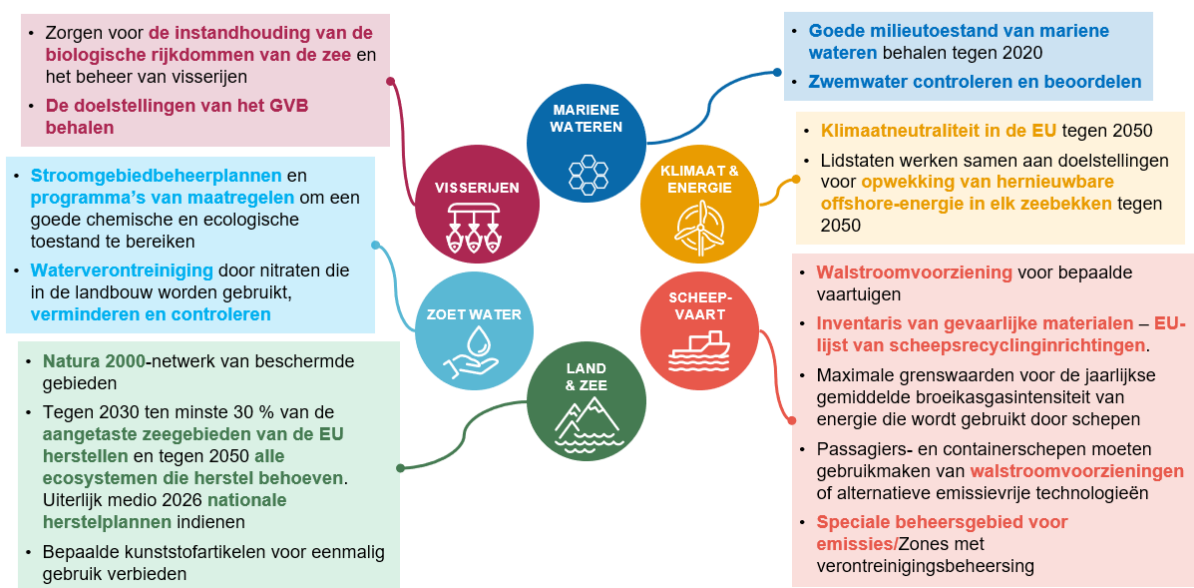 • Zorgen voor de instandhouding van de
biologische rijkdommen van de zee en
het beheer van visserijen
• De doelstellingen van het GVB
behalen
• Goede milieutoestand van mariene
wateren behalen tegen 2020
• Zwemwater controleren en beoordelen
MARIENE
WATEREN
VISSERIJEN
KLIMAAT &
ENERGIE
• Klimaatneutraliteit in de EU tegen 2050
• Lidstaten werken samen aan doelstellingen
voor opwekking van hernieuwbare
offshore-energie in elk zeebekken tegen
2050
• Stroomgebiedbeheerplannen en
programma’s van maatregelen om een
goede chemische en ecologische
toestand te bereiken
• Waterverontreiniging door nitraten die
in de landbouw worden gebruikt,
verminderen en controleren
ZOET WATER
SCHEEP-
VAART
• Walstroomvoorziening voor bepaalde
vaartuigen
• Inventaris van gevaarlijke materialen – EU-
lijst van scheepsrecyclinginrichtingen.
• Maximale grenswaarden voor de jaarlijkse
gemiddelde broeikasgasintensiteit van
energie die wordt gebruikt door schepen
• Passagiers- en containerschepen moeten
gebruikmaken van walstroomvoorzieningen
of alternatieve emissievrije technologieën
• Speciale beheersgebied voor
emissies/Zones met
verontreinigingsbeheersing
LAND
& ZEE
• Natura 2000-netwerk van beschermde
gebieden
• Tegen 2030 ten minste 30 % van de
aangetaste zeegebieden van de EU
herstellen en tegen 2050 alle
ecosystemen die herstel behoeven.
Uiterlijk medio 2026 nationale
herstelplannen indienen
• Bepaalde kunststofartikelen voor eenmalig
gebruik verbieden